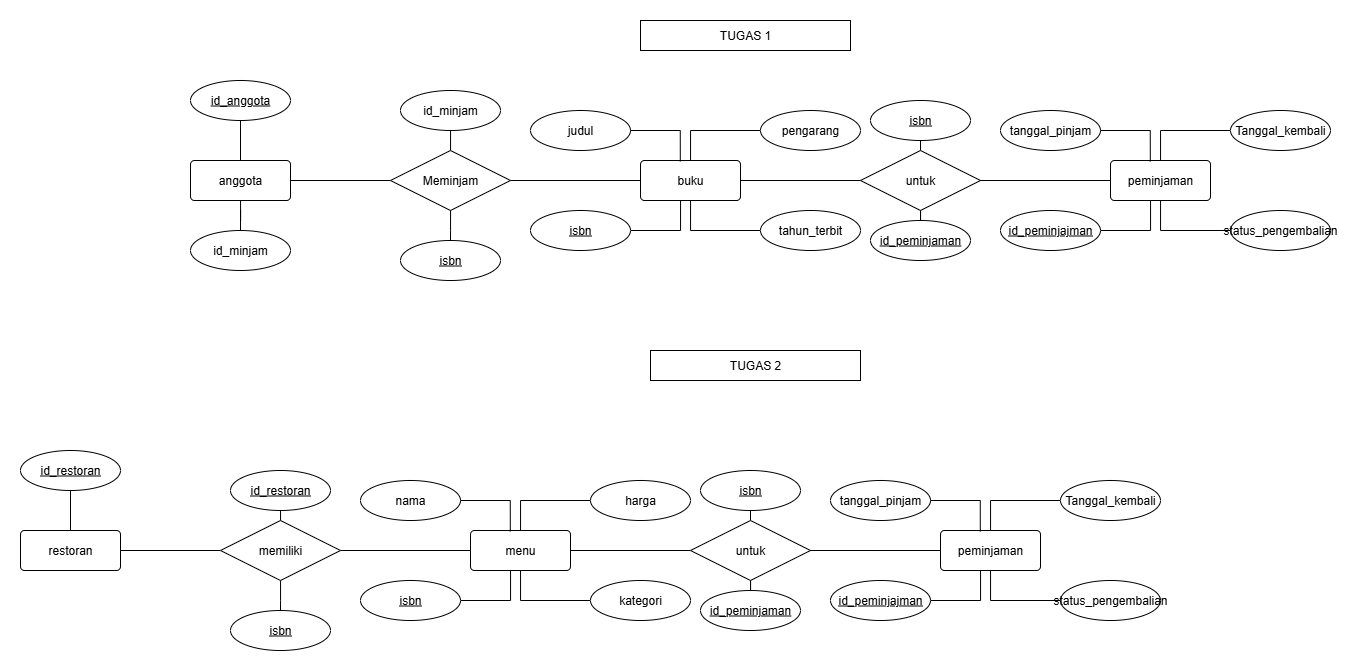 TUGAS 1
id_anggota
id_minjam
judul
pengarang
isbn
tanggal_pinjam
Tanggal_kembali
anggota
Meminjam
buku
untuk
peminjaman
id_minjam
isbn
isbn
tahun_terbit
id_peminjaman
id_peminjajman
status_pengembalian
TUGAS 2
id_restoran
id_restoran
nama
harga
isbn
tanggal_pinjam
Tanggal_kembali
restoran
memiliki
menu
untuk
peminjaman
isbn
isbn
kategori
id_peminjaman
id_peminjajman
status_pengembalian